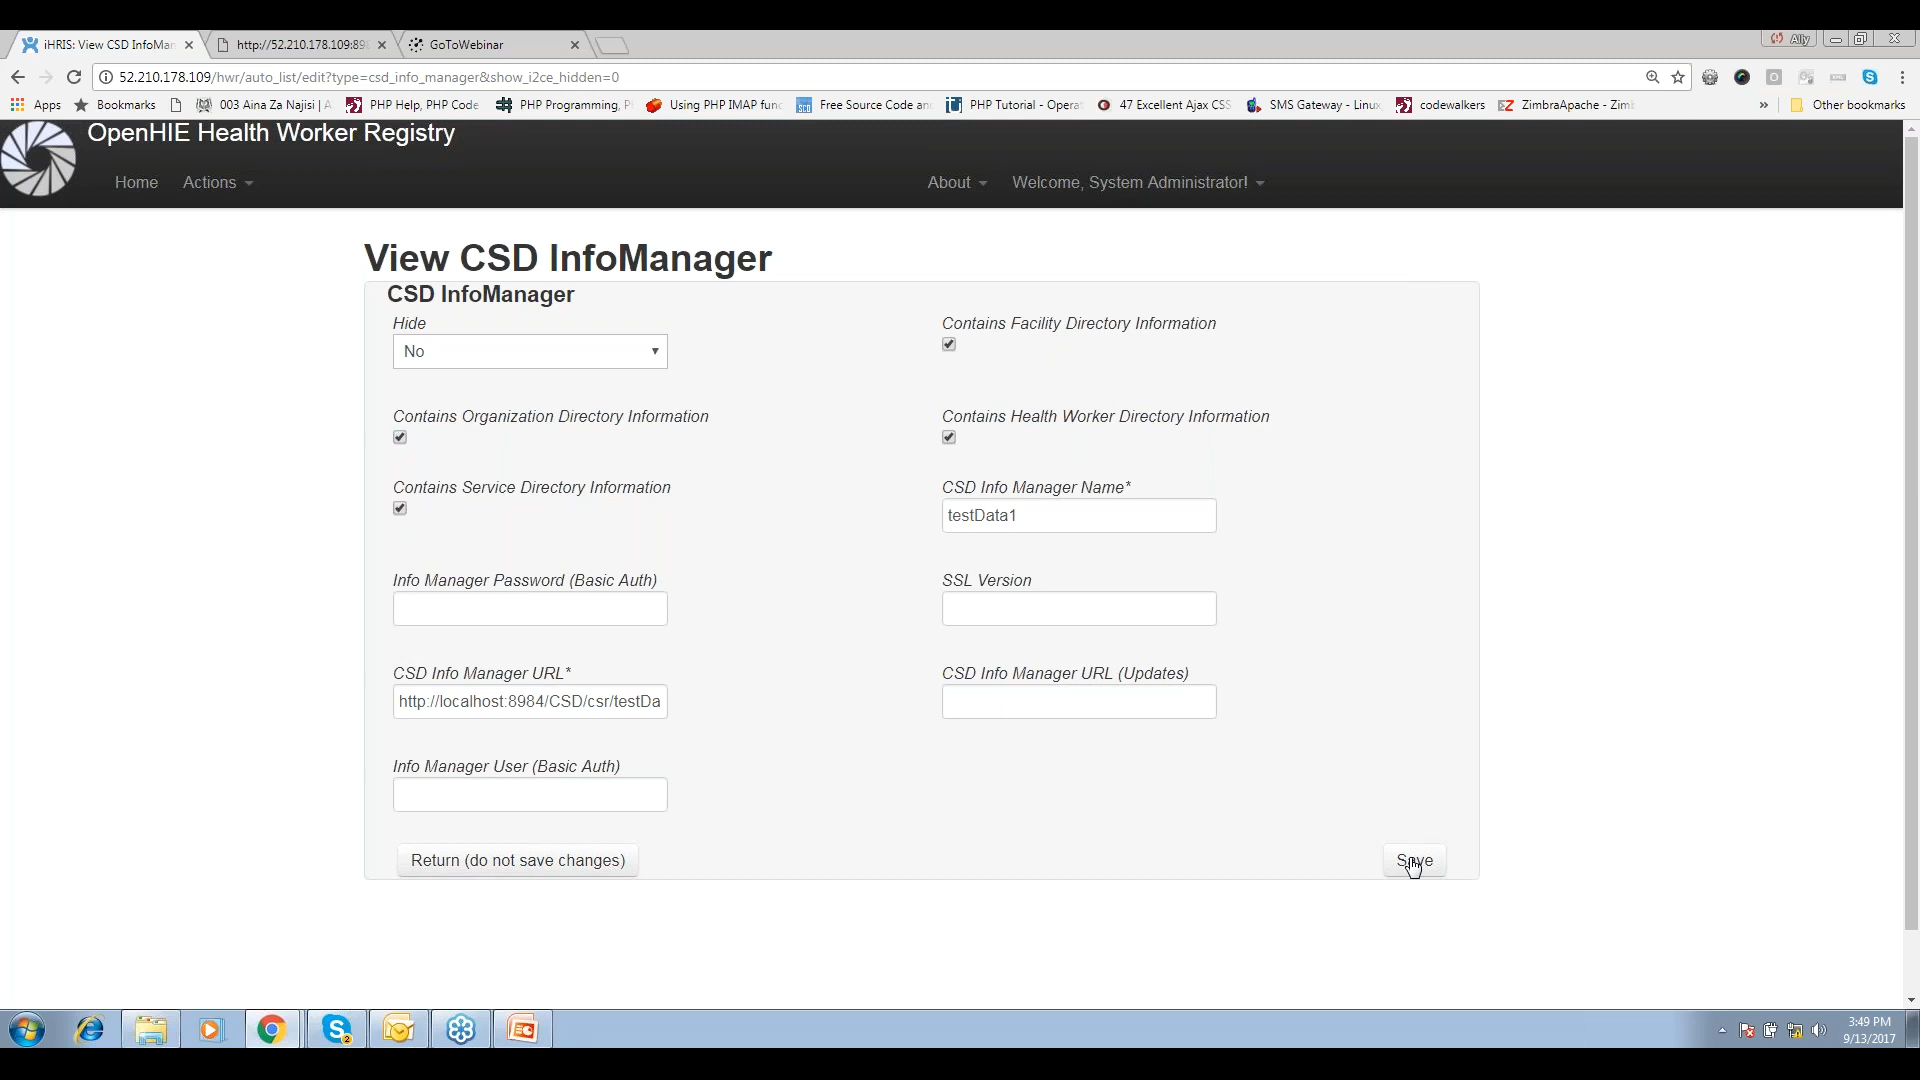 iHRIS: View CSD InfoMan
http://52.210.178.109:898
GoToWebinar
Ally
52.210.178.109/hwr/auto_list/edit?type=csd_info_manager&show_i2ce_hidden=0
Apps
Bookmarks
003 Aina Za Najisi | A
PHP Help, PHP Code
PHP Programming, P
Using PHP IMAP func
Free Source Code and
PHP Tutorial - Opera
47 Excellent Ajax CSS
SMS Gateway - Linux
codewalkers
ZimbraApache - Zimb
»
Other bookmarks
OpenHIE Health Worker Registry
Home
Actions
About
Welcome, System Administrator!
View CSD InfoManager
CSD InfoManager
Hide
No
Contains Facility Directory Information
Contains Organization Directory Information
Contains Health Worker Directory Information
Contains Service Directory Information
CSD Info Manager Name*
testData1
Info Manager Password (Basic Auth)
SSL Version
CSD Info Manager URL*
http://localhost:8984/CSD/csr/testDa
CSD Info Manager URL (Updates)
Info Manager User (Basic Auth)
Return (do not save changes)
Save
3:49 PM
9/13/2017